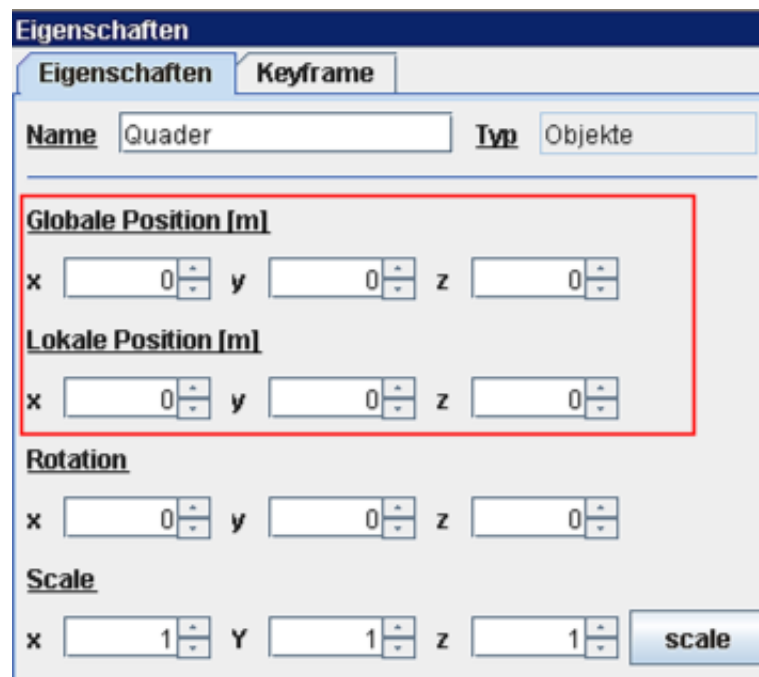 Eigenschaften
Eigenschaften Keyframe
Name Quader Typ Objekte
Globale Position [m]
x 0 y 0 z 0
Lokale Position [m]
x 0 y 0 z 0
Rotation
x 0 y 0 z 0
Scale
x 1 Y 1 z 1 scale